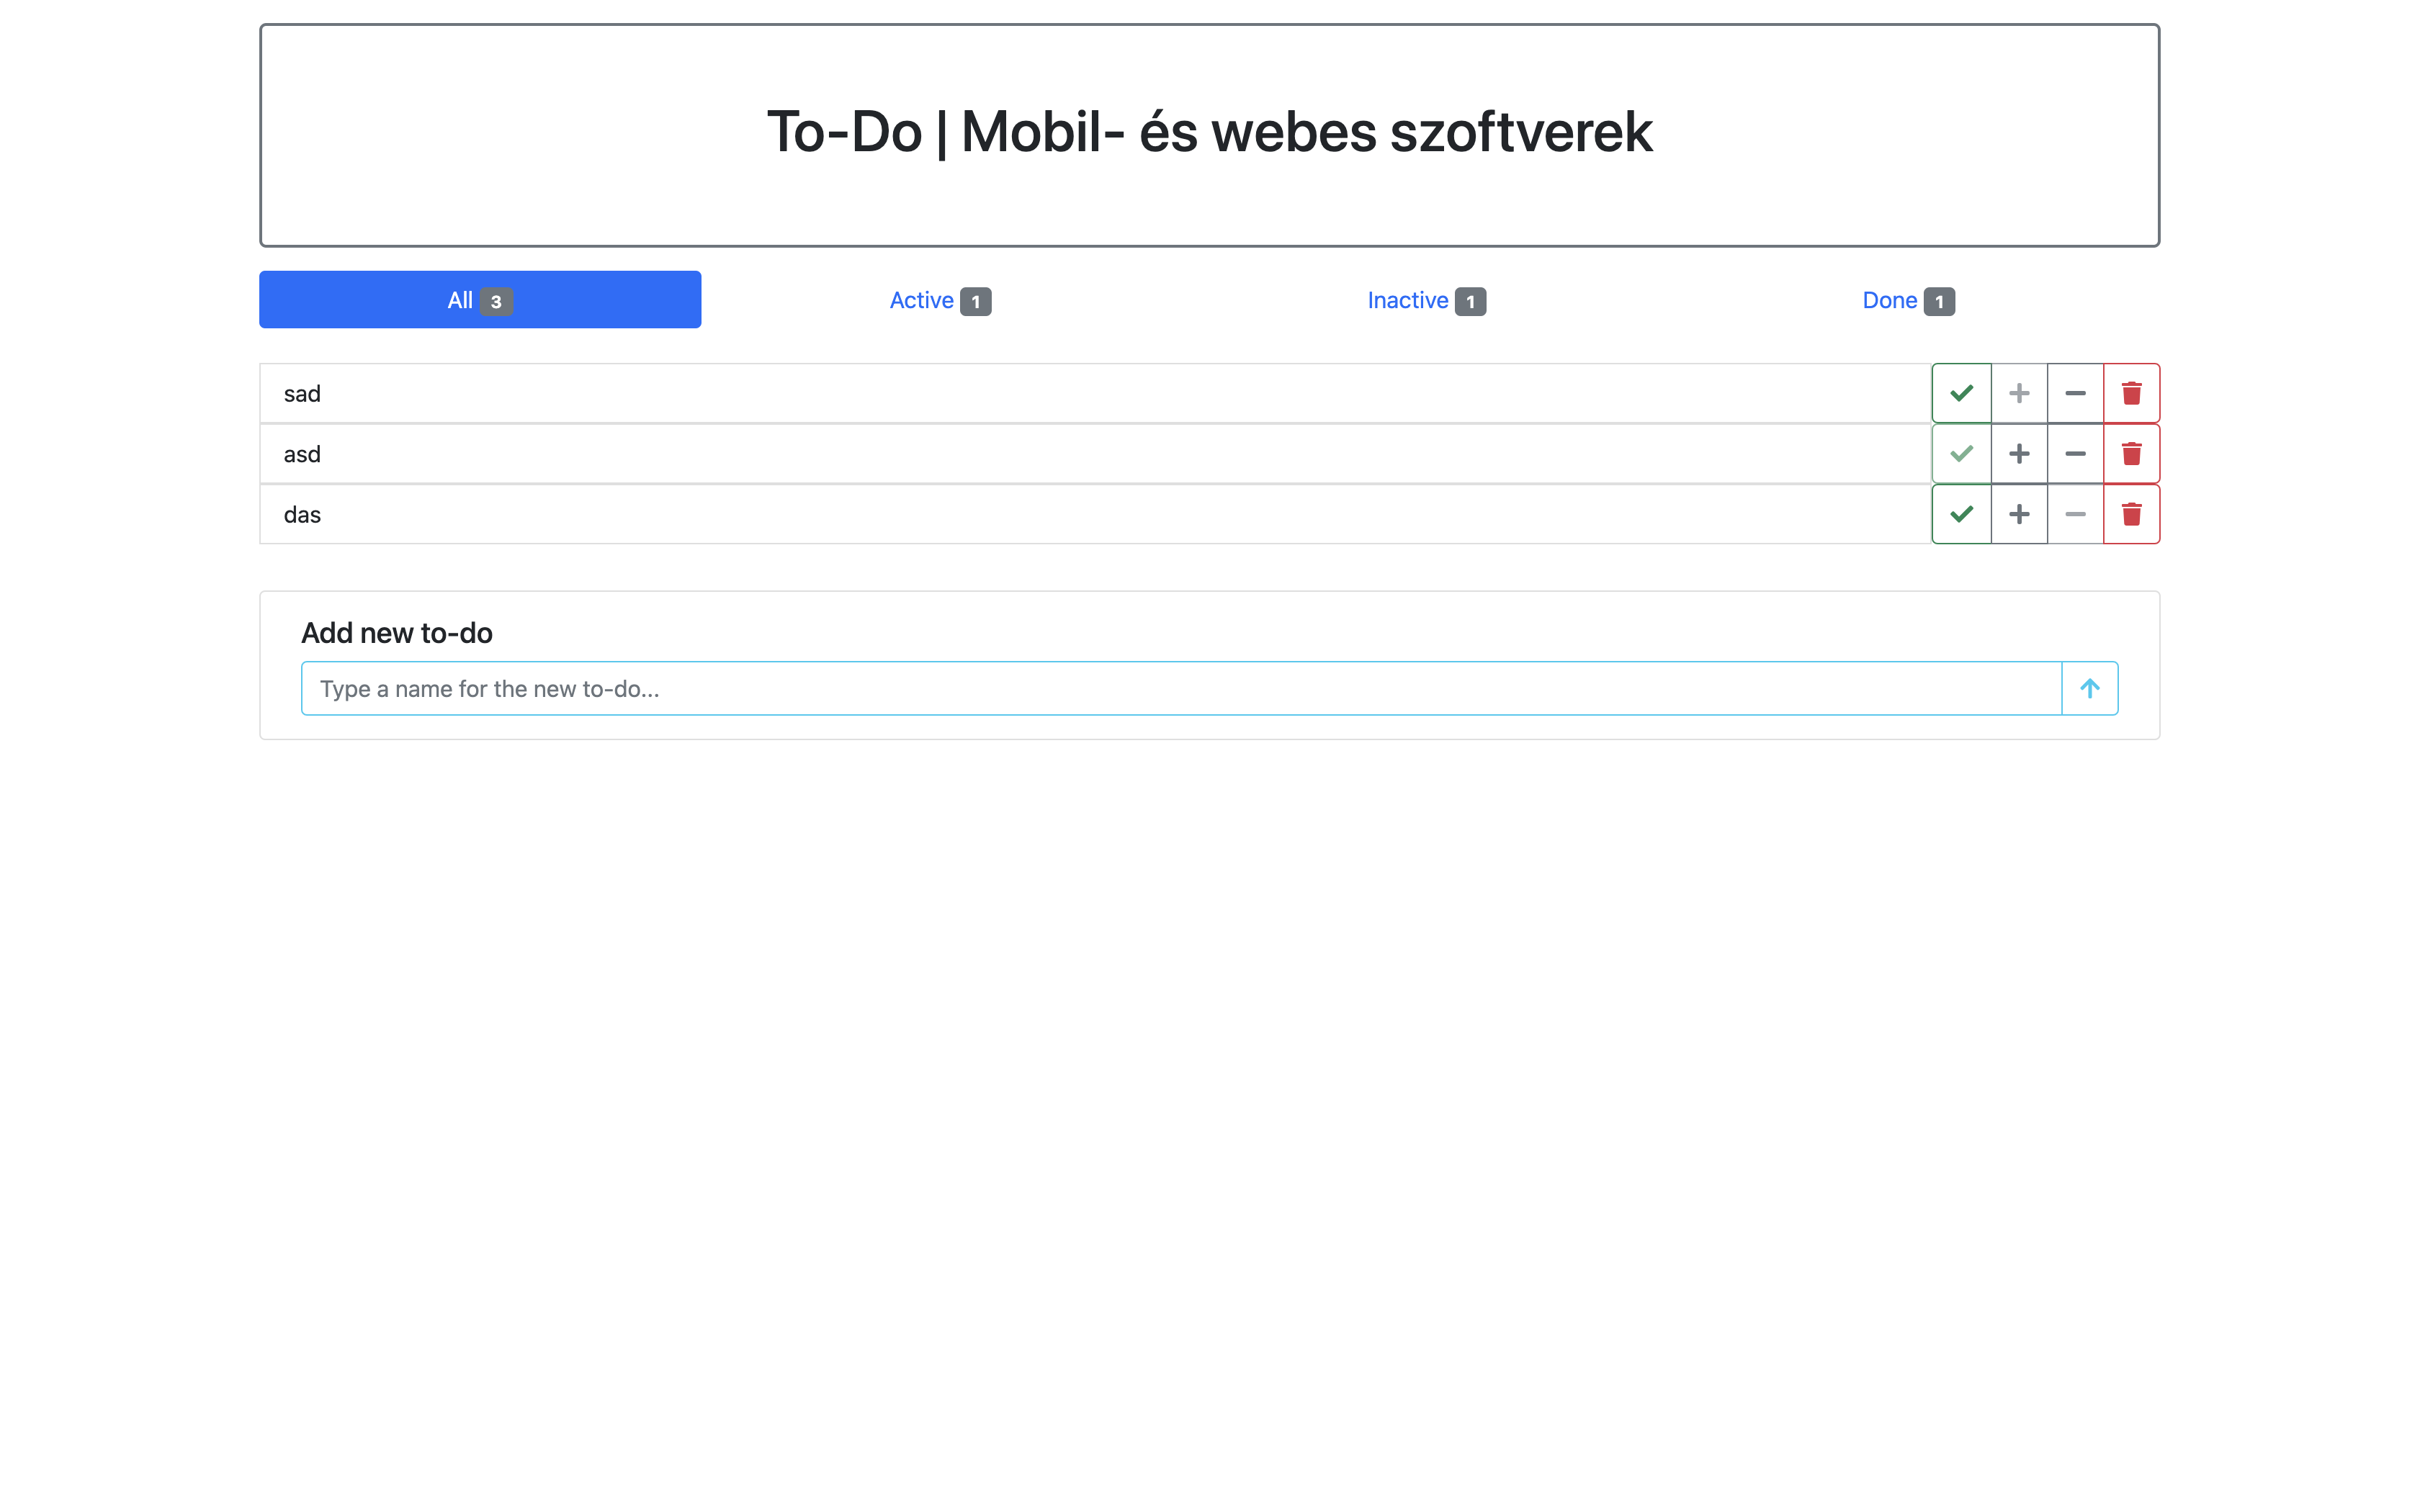 To-Do | Mobil- és webes szoftverek
All 3 Active 1 Inactive 1 Done 1
sad
asd
das
Add new to-do
Type a name for the new to-do...